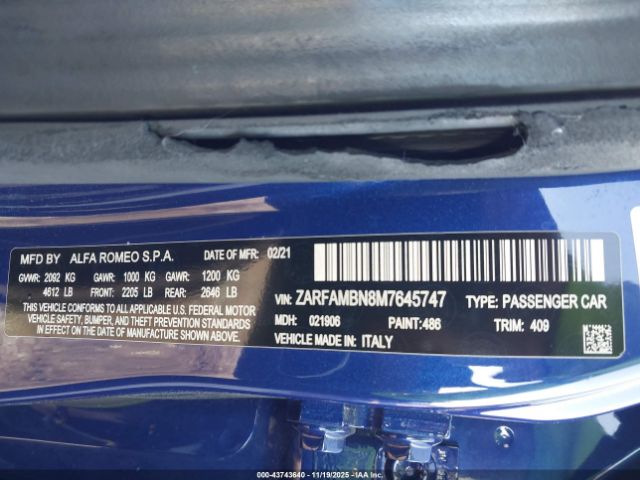 MFD BY ALFA ROMEO S.P.A. DATE OF MFR: 02/21
GVWR: 2092 KG GAWR: 1000 KG GAWR: 1200 KG
4612 LB FRONT: 2205 LB REAR: 2646 LB
THIS VEHICLE CONFORMS TO ALL APPLICABLE U.S. FEDERAL MOTOR
VEHICLE SAFETY, BUMPER, AND THEFT PREVENTION STANDARDS
IN EFFECT ON THE DATE OF MANUFACTURE SHOWN ABOVE.
VIN: ZARFAMBN8M7645747 TYPE: PASSENGER CAR
MDH: 021906 PAINT:486 TRIM: 409
VEHICLE MADE IN: ITALY
000-43743640 — 11/19/2025 — IAAI.COM